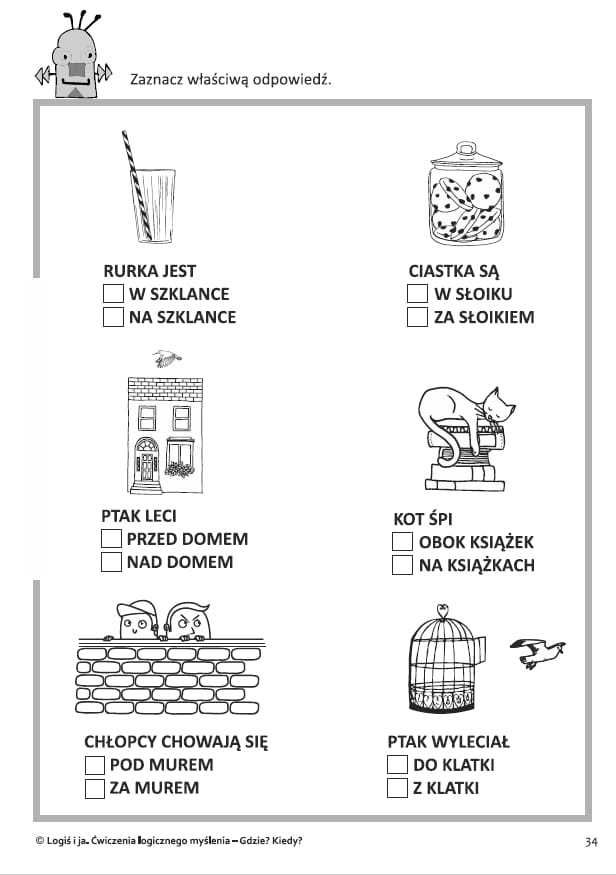 Zaznacz właściwą odpowiedź.
RURKA JEST
W SZKLANCE
NA SZKLANCE
CIASTKA SĄ
W SŁOIKU
ZA SŁOIKIEM
PTAK LECI
PRZED DOMEM
NAD DOMEM
KOT ŚPI
OBOK KSIĄŻEK
NA KSIĄŻKACH
CHŁOPCY CHOWAJĄ SIĘ
POD MUREM
ZA MUREM
PTAK WYLECIAŁ
DO KLATKI
Z KLATKI
© Logiś i ja. Ćwiczenia logicznego myślenia – Gdzie? Kiedy?
34